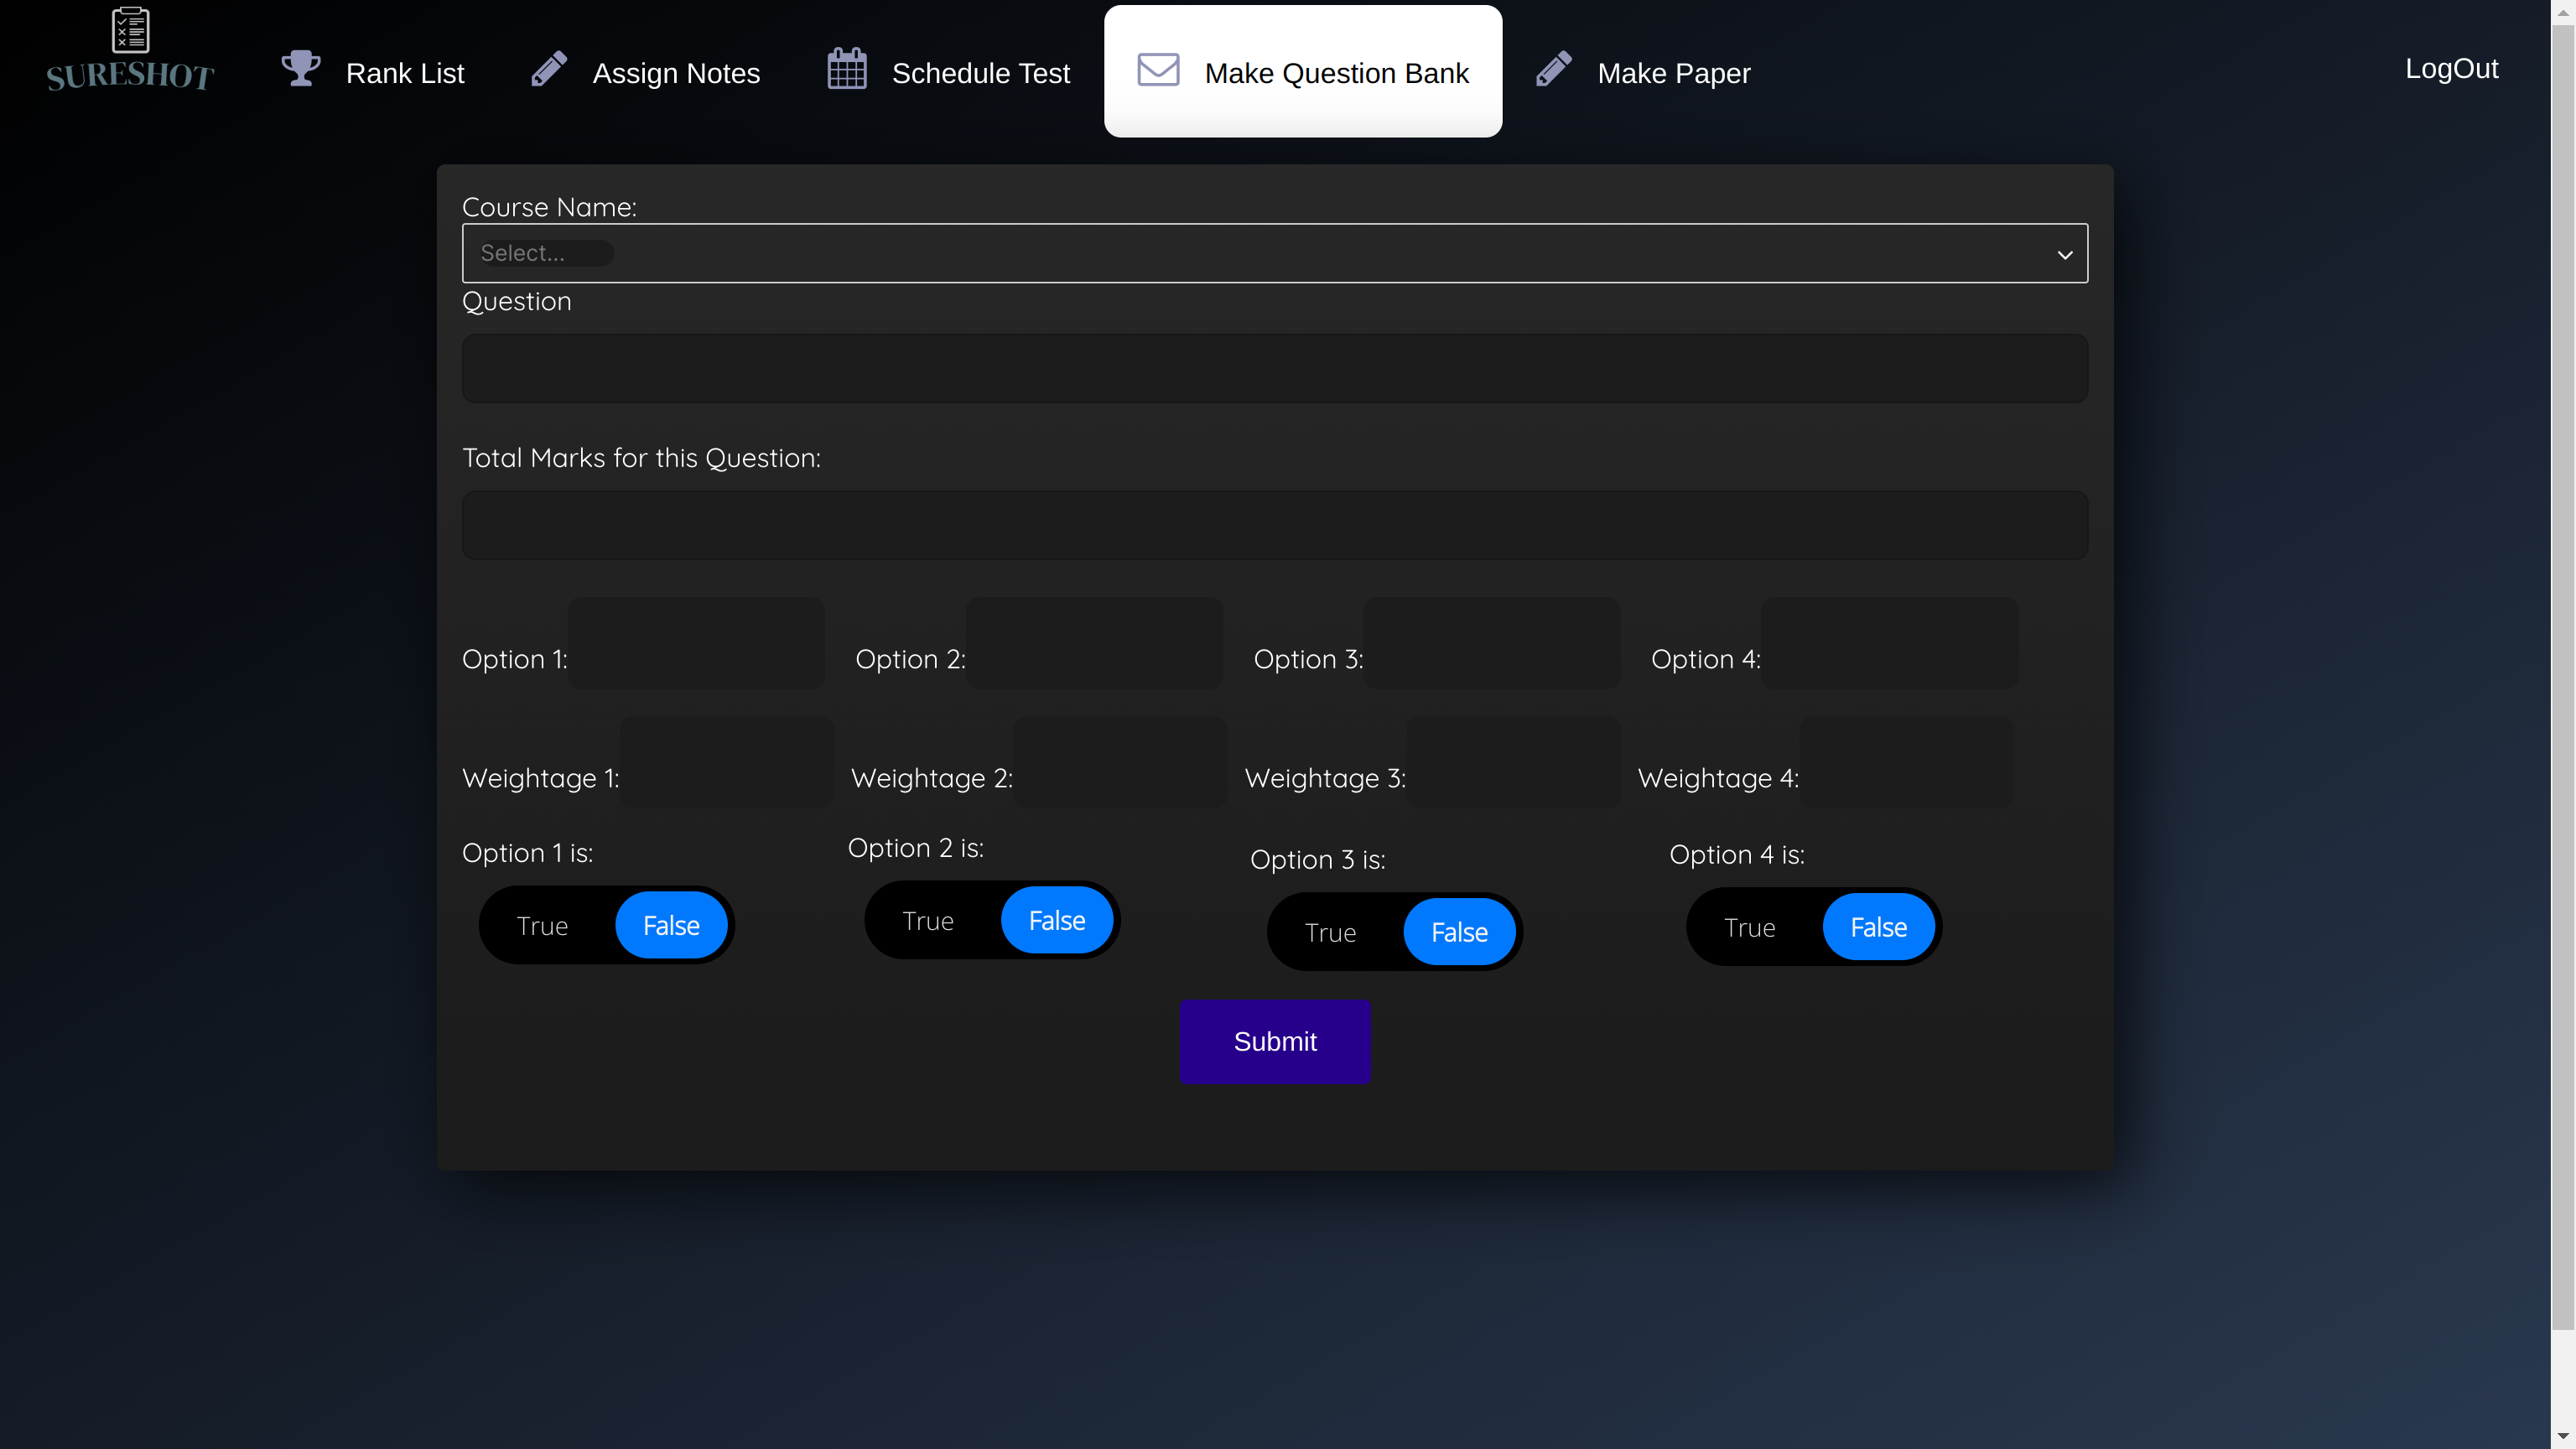 SURESHOT
Rank List
Assign Notes
Schedule Test
Make Question Bank
Make Paper
LogOut
Course Name:
Select...
Question
Total Marks for this Question:
Option 1:
Option 2:
Option 3:
Option 4:
Weightage 1:
Weightage 2:
Weightage 3:
Weightage 4:
Option 1 is:
Option 2 is:
Option 3 is:
Option 4 is:
True False
True False
True False
True False
Submit